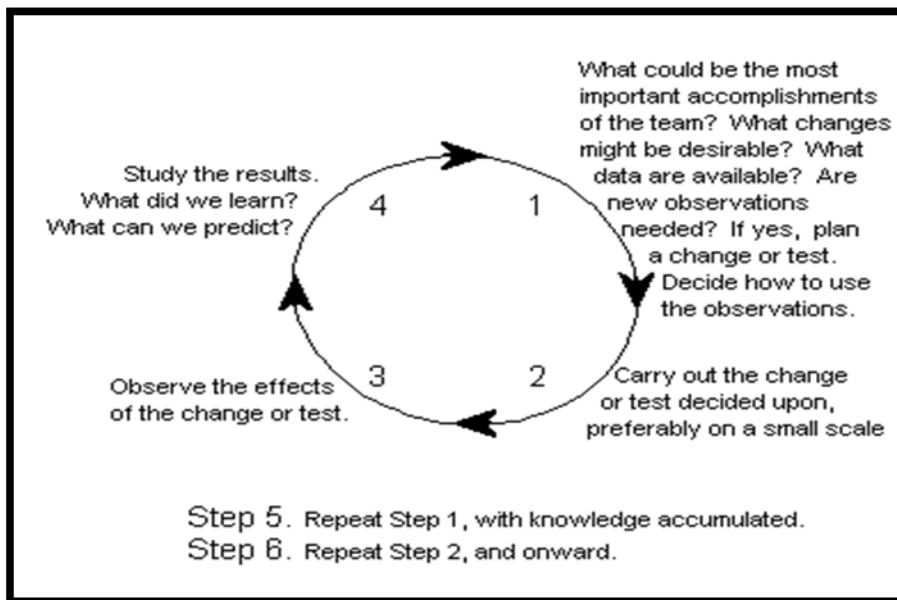 What could be the most
important accomplishments
of the team? What changes
might be desirable? What
data are available? Are
new observations
needed? If yes, plan
a change or test.
Decide how to use
the observations.
1
Carry out the change
or test decided upon,
preferably on a small scale
2
Observe the effects
of the change or test.
3
Study the results.
What did we learn?
What can we predict?
4
Step 5. Repeat Step 1, with knowledge accumulated.
Step 6. Repeat Step 2, and onward.